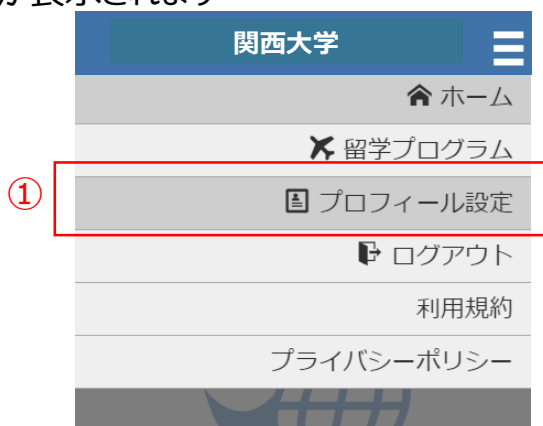 が表示されます
関西大学
ホーム
留学プログラム
① プロフィール設定
ログアウト
利用規約
プライバシーポリシー